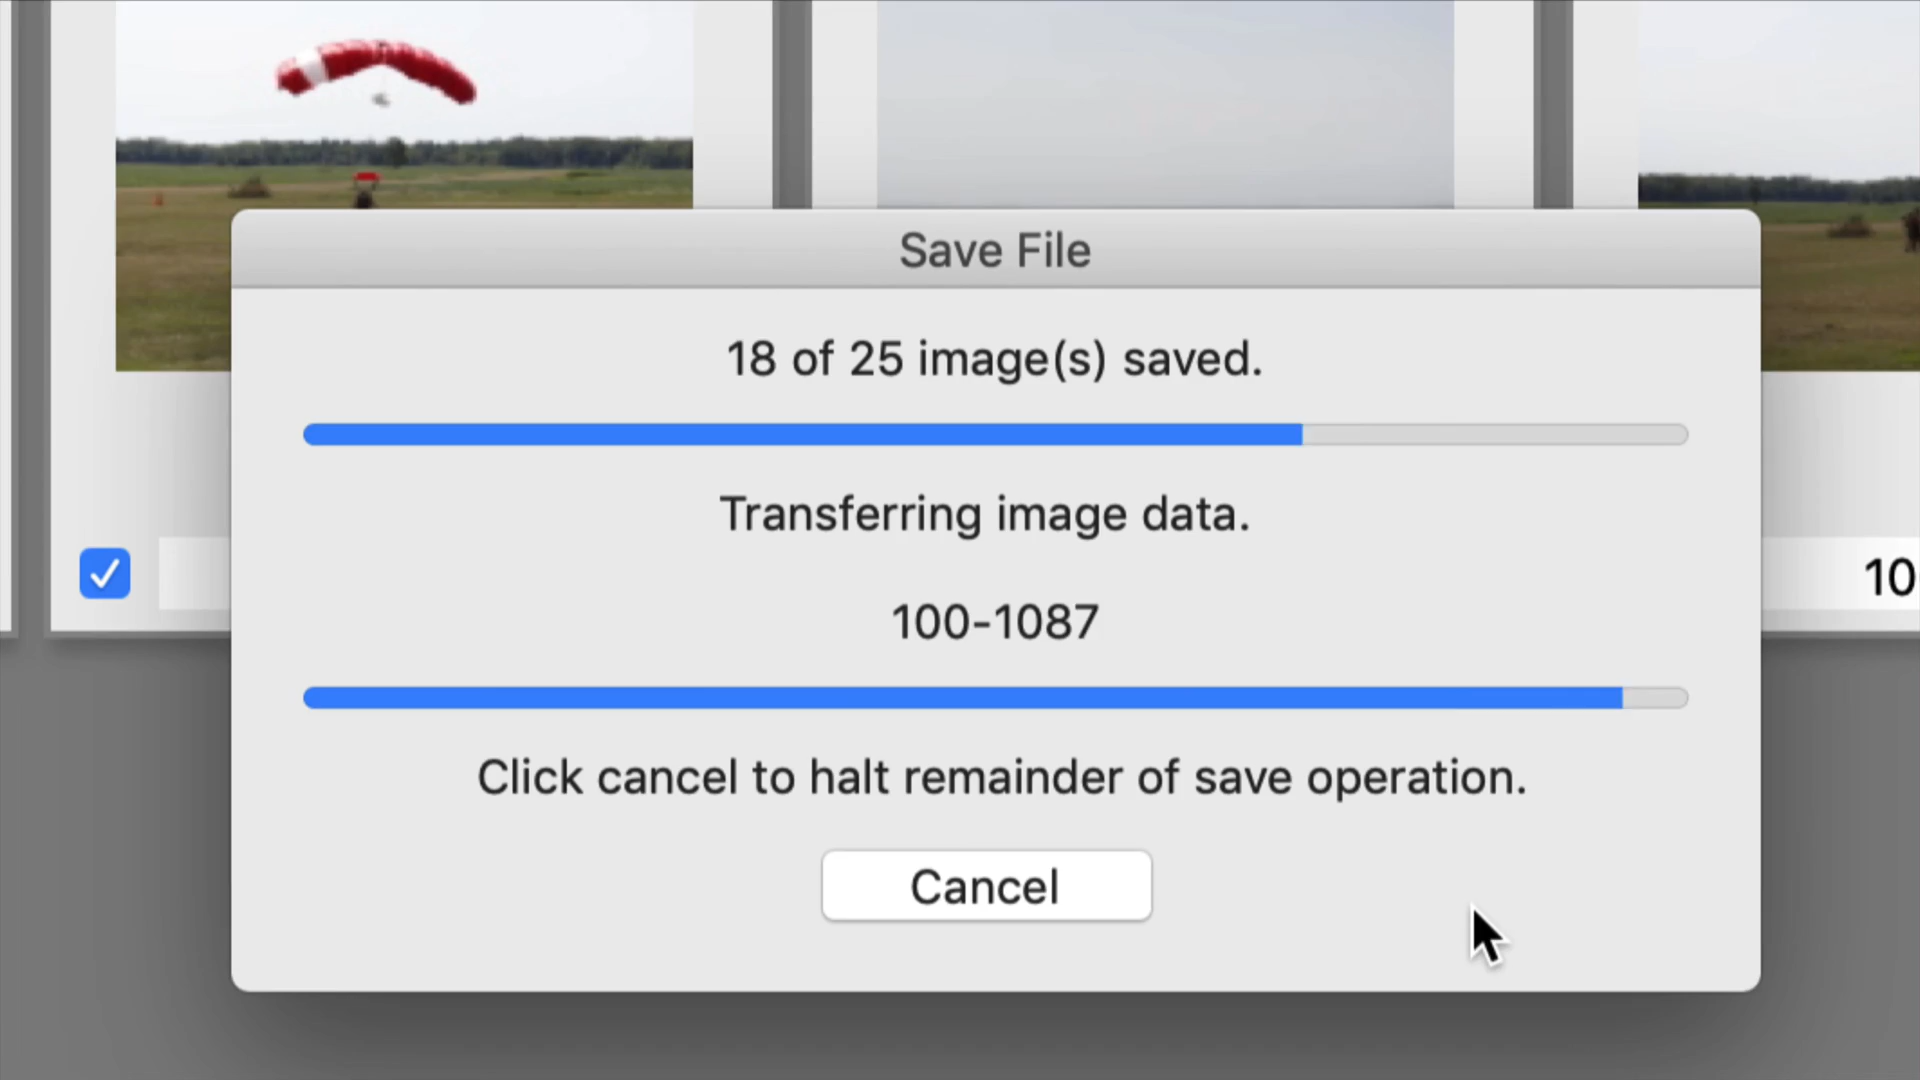 Save File
18 of 25 image(s) saved.
Transferring image data.
100-1087
Click cancel to halt remainder of save operation.
Cancel
10